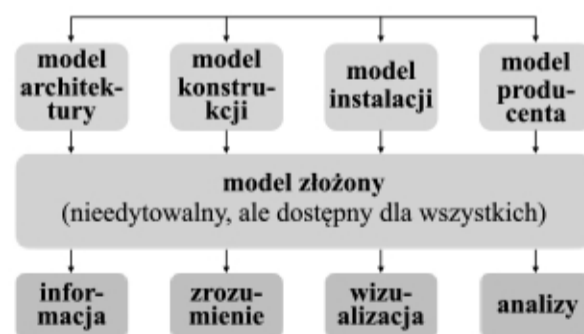 model
architek-
tury
model
konstru-
kcji
model
instalacji
model
produ-
centa
model złożony
(nieedytowalny, ale dostępny dla wszystkich)
infor-
macja
zrozu-
mienie
wizu-
alizacja
analizy